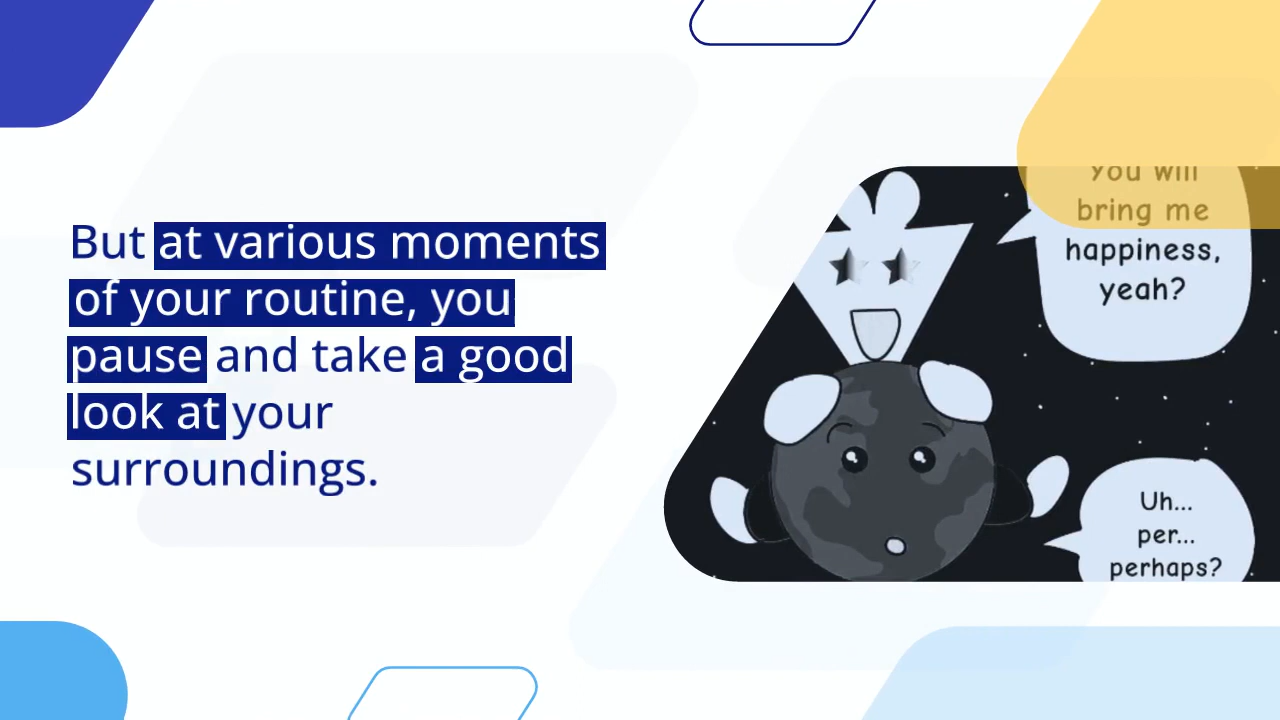 But at various moments
of your routine, you
pause and take a good
look at your
surroundings.
You will
bring me
happiness,
yeah?
Uh...
per...
perhaps?